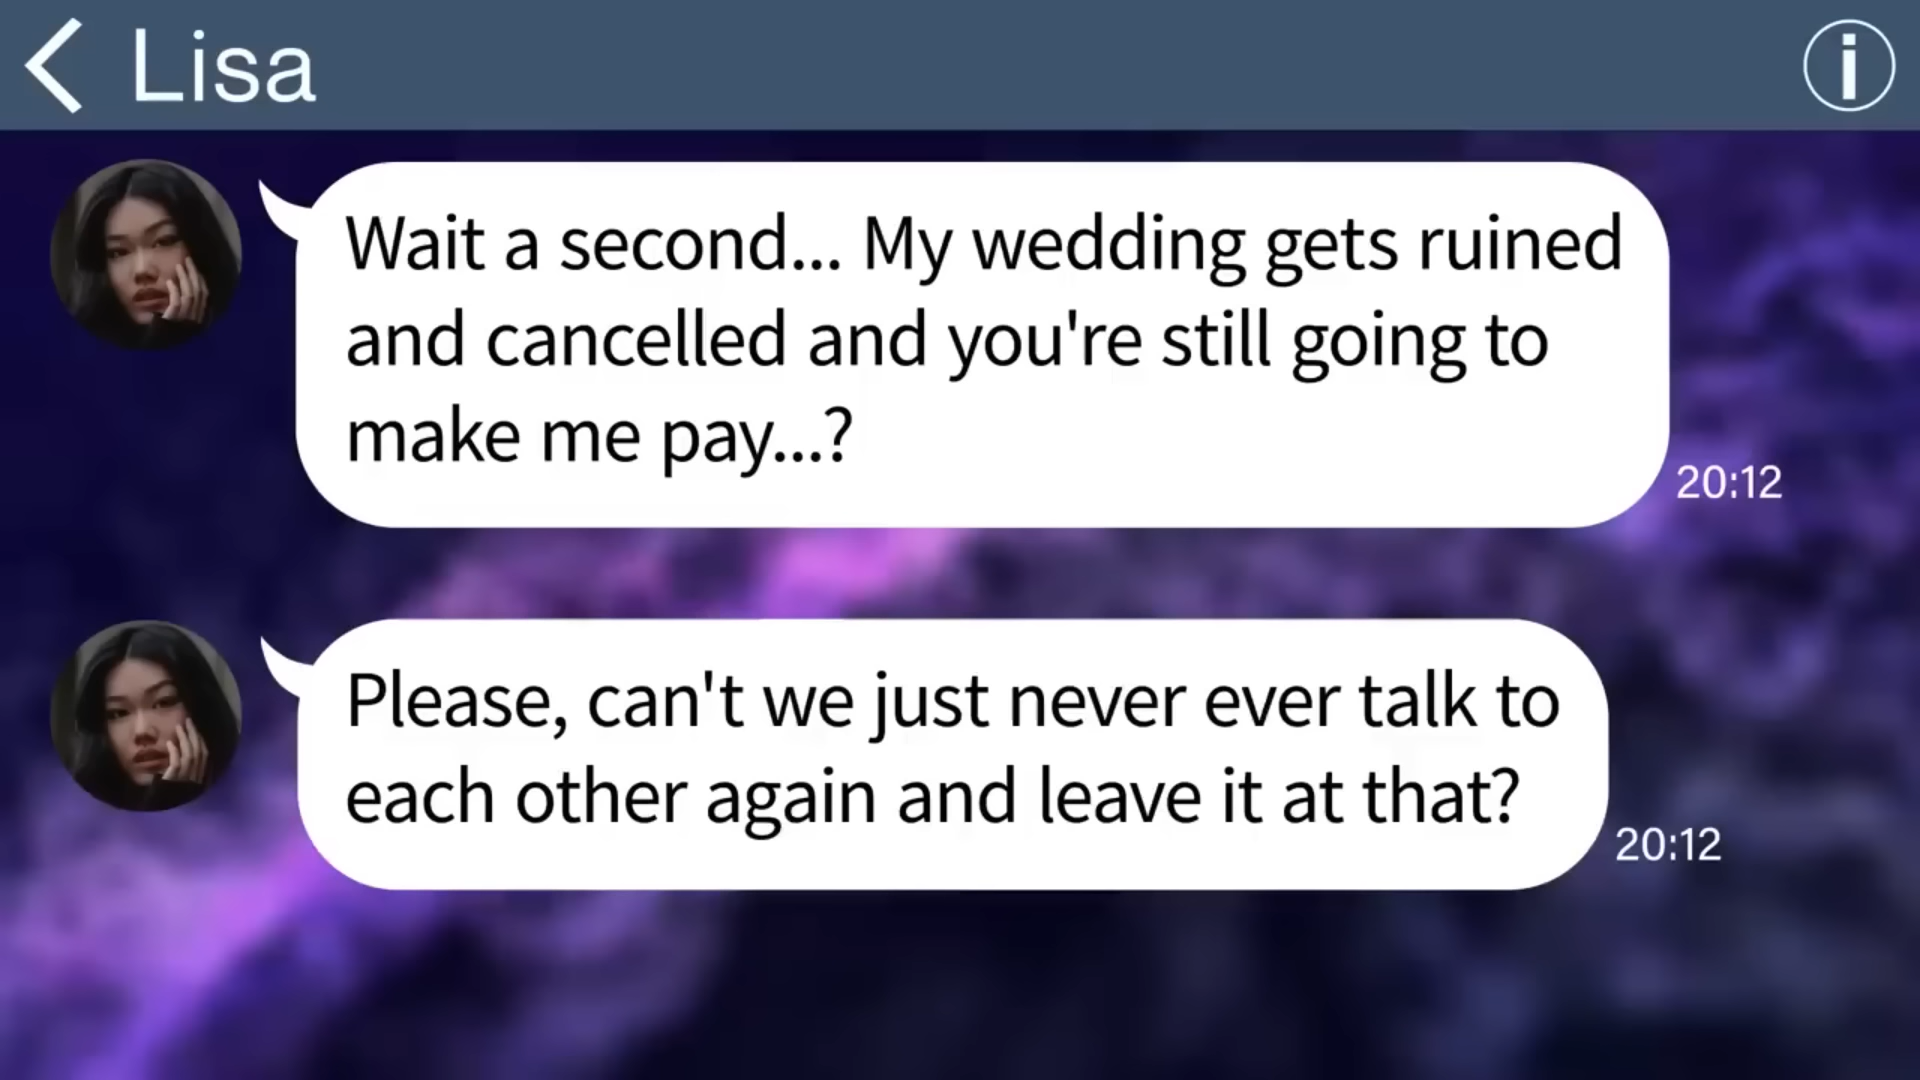 Lisa
Wait a second... My wedding gets ruined
and cancelled and you're still going to
make me pay...?
20:12
Please, can't we just never ever talk to
each other again and leave it at that?
20:12